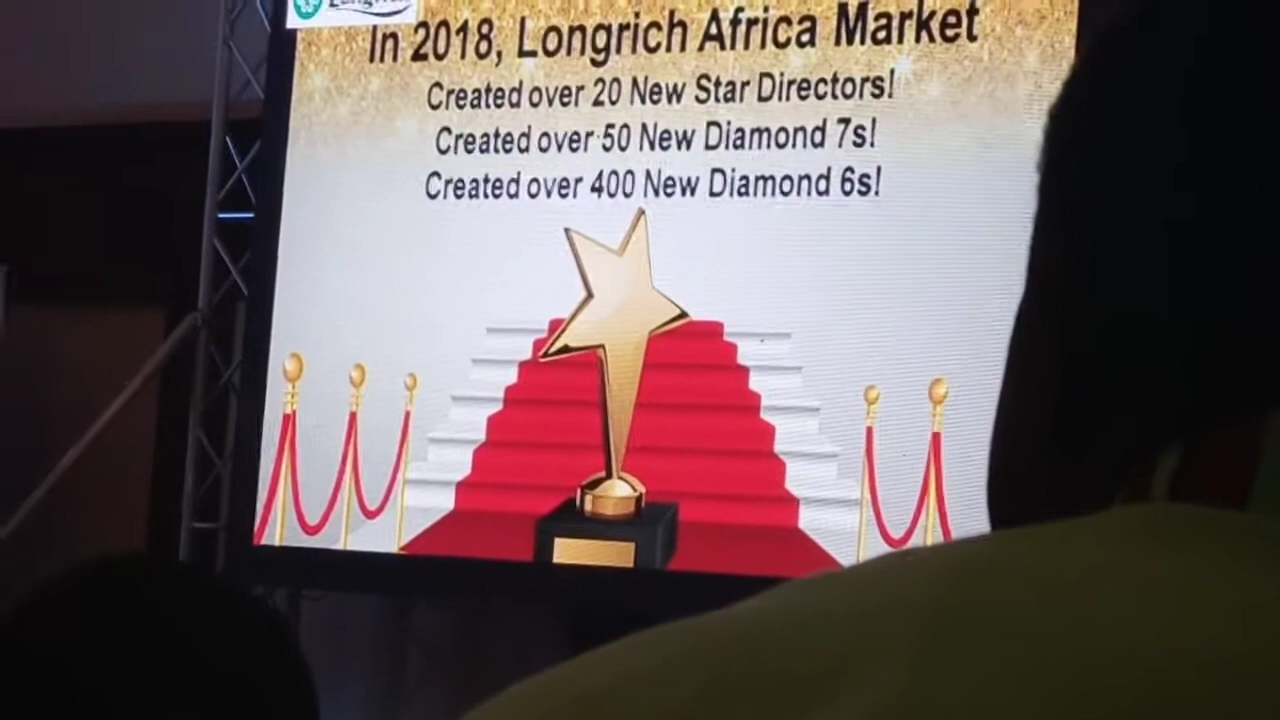 In 2018, Longrich Africa Market
Created over 20 New Star Directors!
Created over 50 New Diamond 7s!
Created over 400 New Diamond 6s!